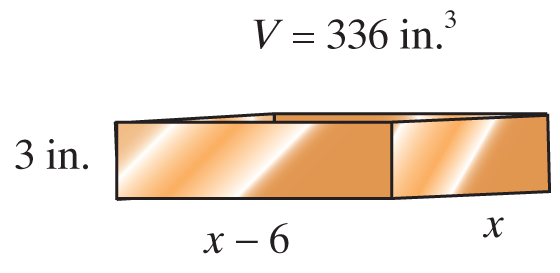 V = 336 in.³
3 in.
x − 6
x